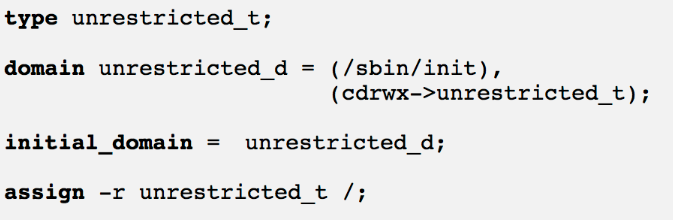 type unrestricted_t;
domain unrestricted_d = (/sbin/init),
(cdrwx->unrestricted_t);
initial_domain = unrestricted_d;
assign -r unrestricted_t /;